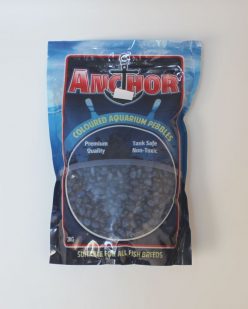 ANCHOR
COLOURED AQUARIUM PEBBLES
Premium Quality
Tank Safe Non-Toxic
SUITABLE FOR ALL FISH BREEDS